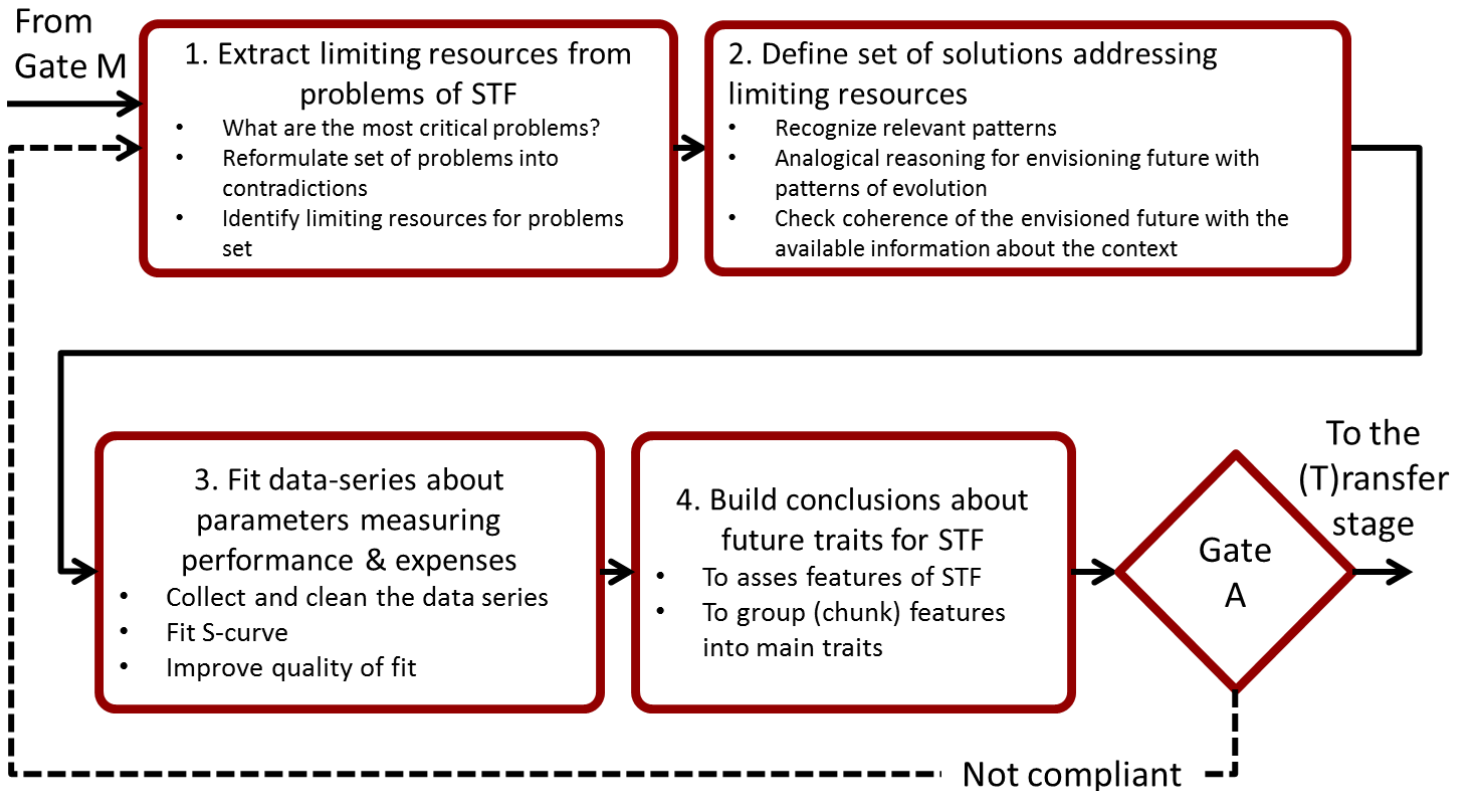 From
Gate M
1. Extract limiting resources from
problems of STF
• What are the most critical problems?
• Reformulate set of problems into
contradictions
• Identify limiting resources for problems
set
2. Define set of solutions addressing
limiting resources
• Recognize relevant patterns
• Analogical reasoning for envisioning future with
patterns of evolution
• Check coherence of the envisioned future with the
available information about the context
3. Fit data-series about
parameters measuring
performance & expenses
• Collect and clean the data series
• Fit S-curve
• Improve quality of fit
4. Build conclusions about
future traits for STF
• To asses features of STF
• To group (chunk) features
into main traits
Gate
A
To the
(T)ransfer
stage
Not compliant